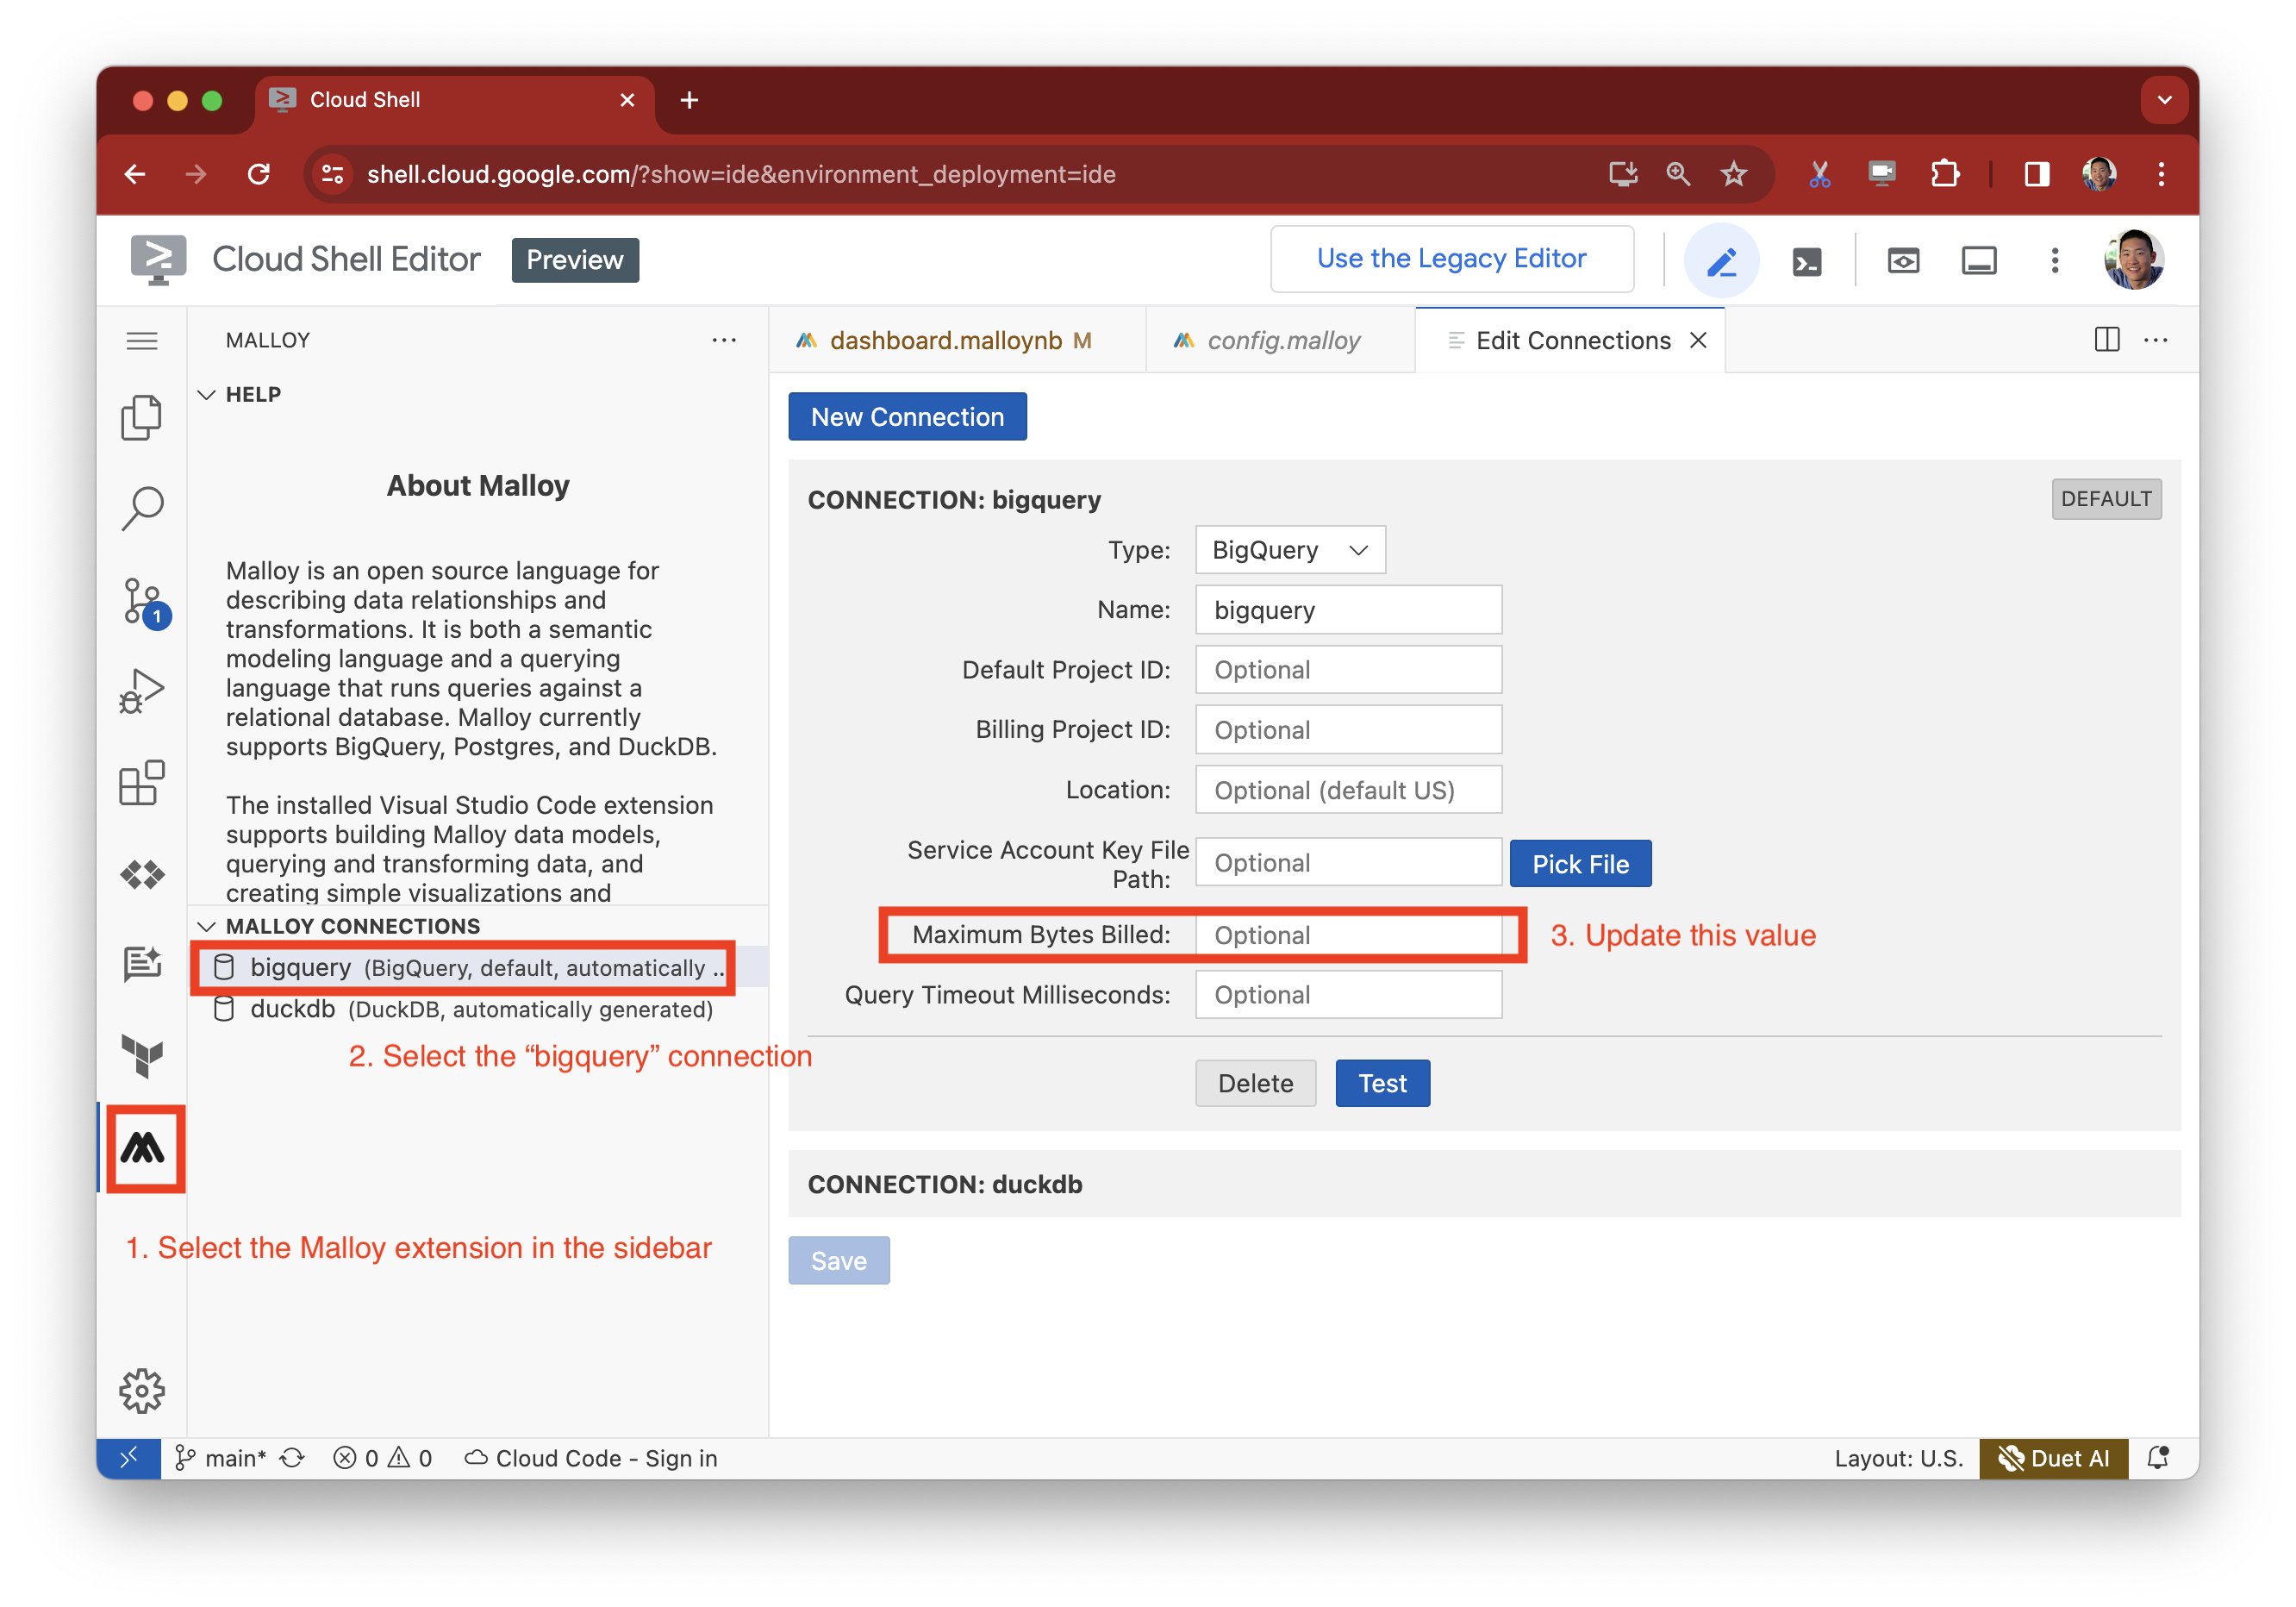 Cloud Shell
shell.cloud.google.com/?show=ide&environment_deployment=ide
Cloud Shell Editor
Preview
Use the Legacy Editor
MALLOY
dashboard.malloynb M
config.malloy
Edit Connections
HELP
About Malloy
Malloy is an open source language for
describing data relationships and
transformations. It is both a semantic
modeling language and a querying
language that runs queries against a
relational database. Malloy currently
supports BigQuery, Postgres, and DuckDB.
The installed Visual Studio Code extension
supports building Malloy data models,
querying and transforming data, and
creating simple visualizations and
1
MALLOY CONNECTIONS
bigquery (BigQuery, default, automatically ..
duckdb (DuckDB, automatically generated)
2. Select the “bigquery” connection
1. Select the Malloy extension in the sidebar
New Connection
CONNECTION: bigquery
DEFAULT
Type: BigQuery
Name: bigquery
Default Project ID: Optional
Billing Project ID: Optional
Location: Optional (default US)
Service Account Key File
Path: Optional
Pick File
Maximum Bytes Billed: Optional
3. Update this value
Query Timeout Milliseconds: Optional
Delete
Test
CONNECTION: duckdb
Save
main* 0 0 Cloud Code - Sign in
Layout: U.S.
Duet AI